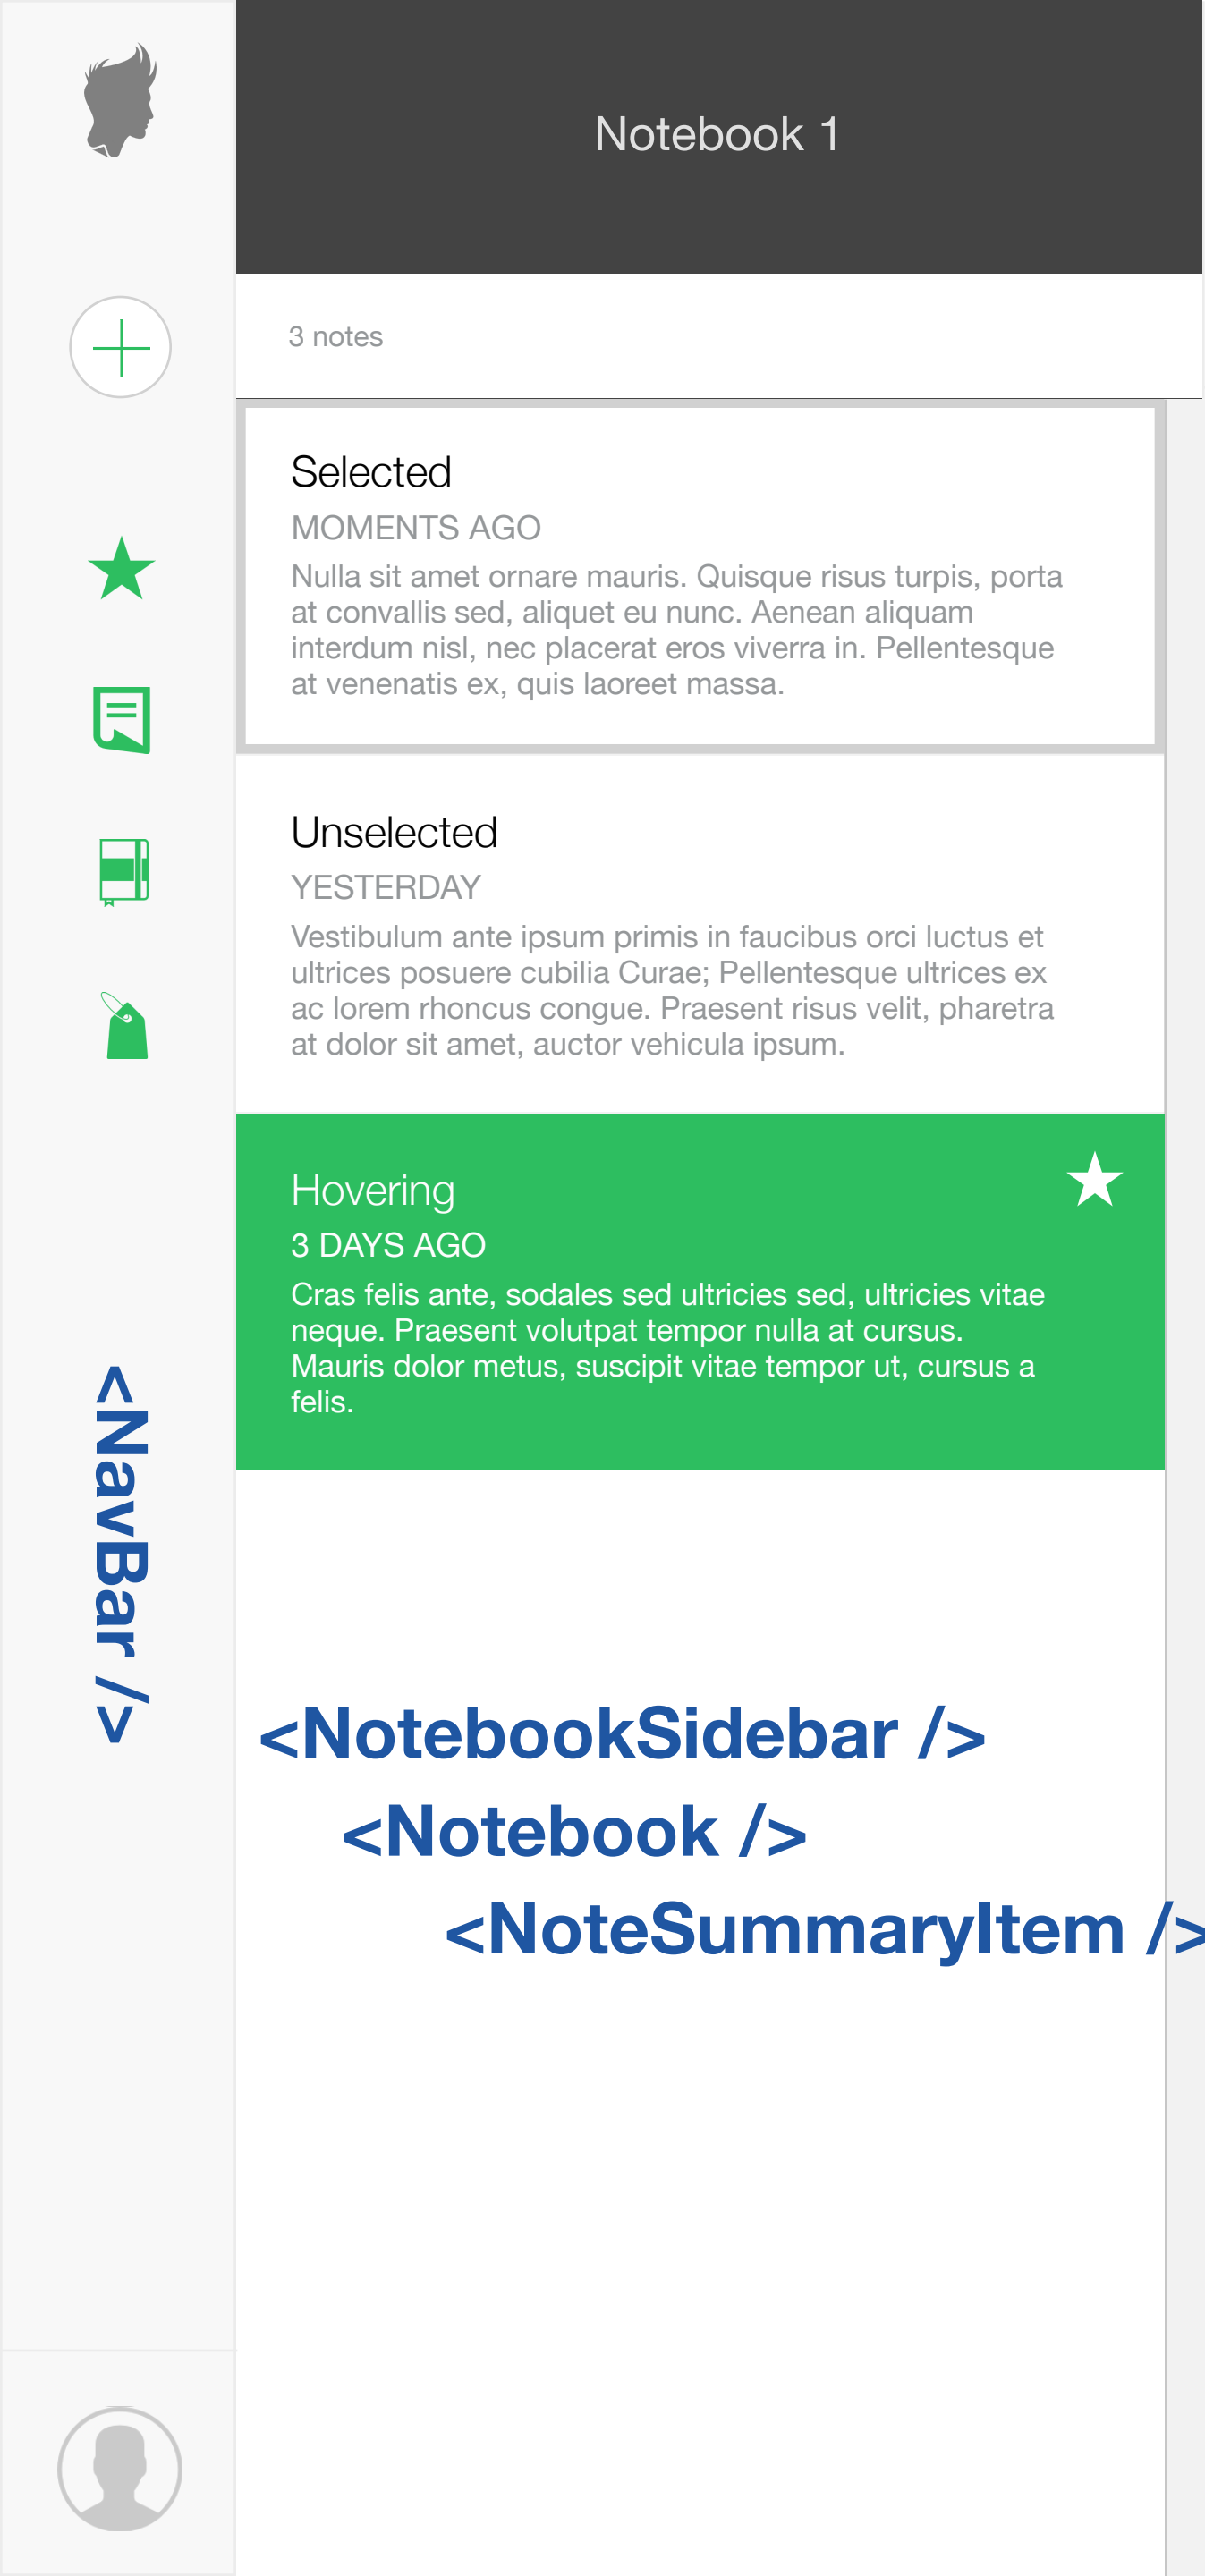 Notebook 1
3 notes
Selected
MOMENTS AGO
Nulla sit amet ornare mauris. Quisque risus turpis, porta
at convallis sed, aliquet eu nunc. Aenean aliquam
interdum nisl, nec placerat eros viverra in. Pellentesque
at venenatis ex, quis laoreet massa.
Unselected
YESTERDAY
Vestibulum ante ipsum primis in faucibus orci luctus et
ultrices posuere cubilia Curae; Pellentesque ultrices ex
ac lorem rhoncus congue. Praesent risus velit, pharetra
at dolor sit amet, auctor vehicula ipsum.
Hovering
3 DAYS AGO
Cras felis ante, sodales sed ultricies sed, ultricies vitae
neque. Praesent volutpat tempor nulla at cursus.
Mauris dolor metus, suscipit vitae tempor ut, cursus a
felis.
<NavBar />
<NotebookSidebar />
<Notebook />
<NoteSummaryItem />